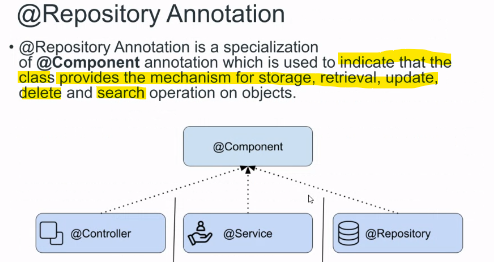 @Repository Annotation
• @Repository Annotation is a specialization
of @Component annotation which is used to indicate that the
class provides the mechanism for storage, retrieval, update,
delete and search operation on objects.
@Component
@Controller
@Service
@Repository